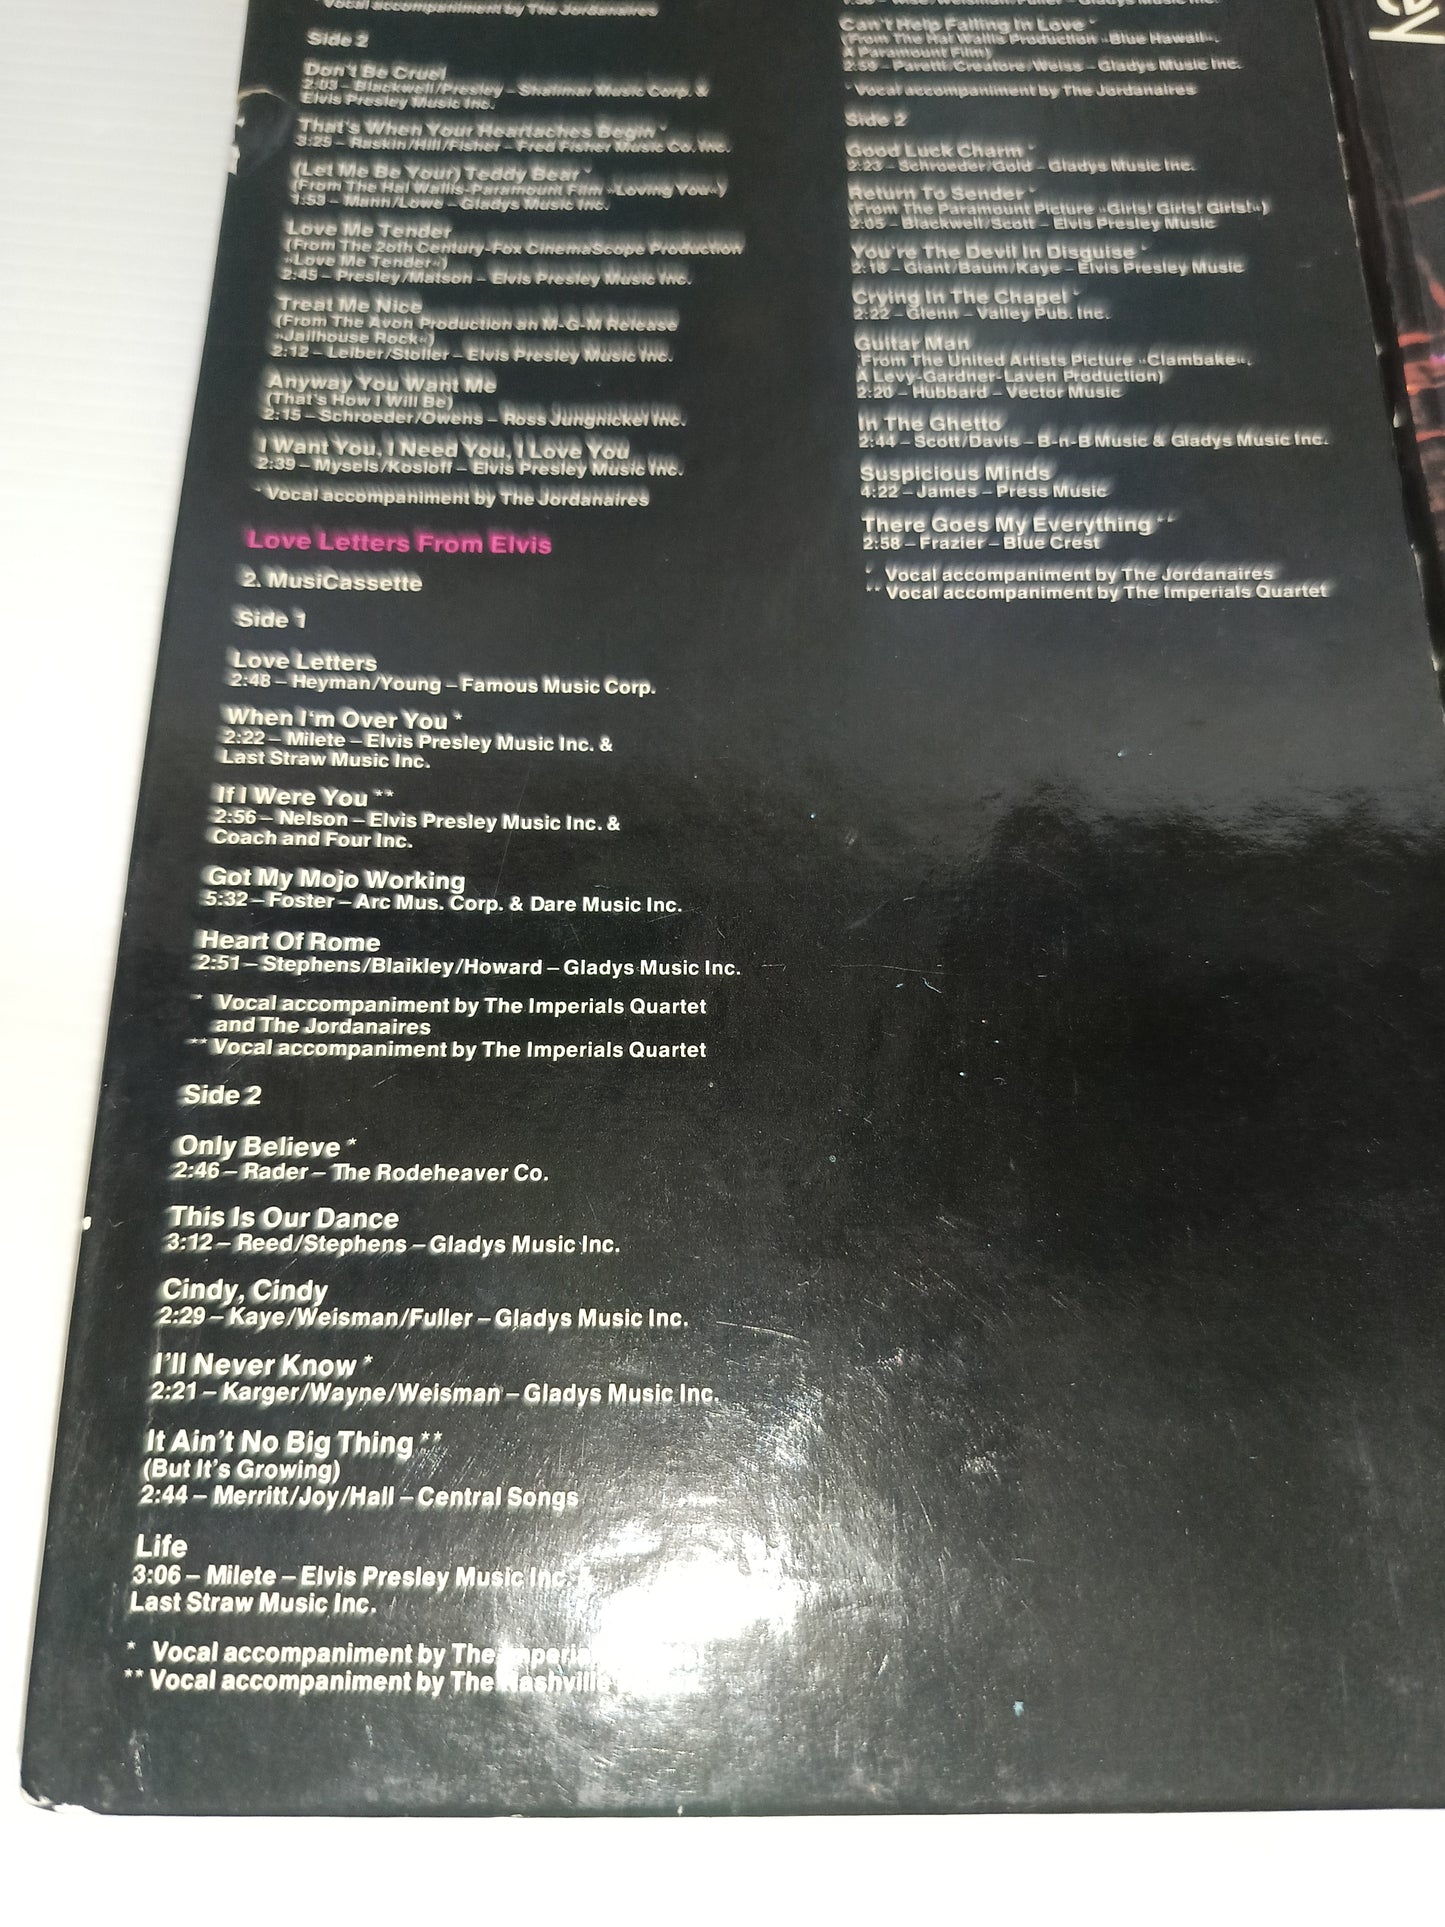 Vocal accompaniment by The Jordanaires
Side 2
Don't Be Cruel
2:03 – Blackwell/Presley – Shalimar Music Corp. &
Elvis Presley Music Inc.
That's When Your Heartaches Begin *
3:25 – Raskin/Hill/Fisher – Fred Fisher Music Co. Inc.
(Let Me Be Your) Teddy Bear *
(From The Hal Wallis-Paramount Film »Loving You«)
1:53 – Mann/Lowe – Gladys Music Inc.
Love Me Tender
(From The 20th Century-Fox CinemaScope Production
»Love Me Tender«)
2:45 – Presley/Matson – Elvis Presley Music Inc.
Treat Me Nice
(From The Avon Production an M-G-M Release
»Jailhouse Rock«)
2:12 – Leiber/Stoller – Elvis Presley Music Inc.
Anyway You Want Me
(That's How I Will Be)
2:15 – Schroeder/Owens – Ross Jungnickel Inc.
I Want You, I Need You, I Love You
2:39 – Mysels/Kosloff – Elvis Presley Music Inc.
* Vocal accompaniment by The Jordanaires
Love Letters From Elvis
2. MusiCassette
Side 1
Love Letters
2:48 – Heyman/Young – Famous Music Corp.
When I'm Over You *
2:22 – Milete – Elvis Presley Music Inc. &
Last Straw Music Inc.
If I Were You **
2:56 – Nelson – Elvis Presley Music Inc. &
Coach and Four Inc.
Got My Mojo Working
5:32 – Foster – Arc Mus. Corp. & Dare Music Inc.
Heart Of Rome
2:51 – Stephens/Blaikley/Howard – Gladys Music Inc.
* Vocal accompaniment by The Imperials Quartet
and The Jordanaires
** Vocal accompaniment by The Imperials Quartet
Side 2
Only Believe *
2:46 – Rader – The Rodeheaver Co.
This Is Our Dance
3:12 – Reed/Stephens – Gladys Music Inc.
Cindy, Cindy
2:29 – Kaye/Weisman/Fuller – Gladys Music Inc.
I'll Never Know *
2:21 – Karger/Wayne/Weisman – Gladys Music Inc.
It Ain't No Big Thing **
(But It's Growing)
2:44 – Merritt/Joy/Hall – Central Songs
Life
3:06 – Milete – Elvis Presley Music Inc.
Last Straw Music Inc.
* Vocal accompaniment by The
** Vocal accompaniment by The Nashville
Can't Help Falling In Love *
(From The Hal Wallis Production »Blue Hawaii«.
A Paramount Film)
2:59 – Peretti/Creatore/Weiss – Gladys Music Inc.
* Vocal accompaniment by The Jordanaires
Side 2
Good Luck Charm *
2:23 – Schroeder/Gold – Gladys Music Inc.
Return To Sender *
(From The Paramount Picture »Girls! Girls! Girls!«)
2:05 – Blackwell/Scott – Elvis Presley Music
You're The Devil In Disguise *
2:18 – Giant/Baum/Kaye – Elvis Presley Music
Crying In The Chapel *
2:22 – Glenn – Valley Pub. Inc.
Guitar Man
(From The United Artists Picture »Clambake«.
A Levy-Gardner-Laven Production)
2:20 – Hubbard – Vector Music
In The Ghetto
2:44 – Scott/Davis – B-n-B Music & Gladys Music Inc.
Suspicious Minds
4:22 – James – Press Music
There Goes My Everything **
2:58 – Frazier – Blue Crest
* Vocal accompaniment by The Jordanaires
** Vocal accompaniment by The Imperials Quartet